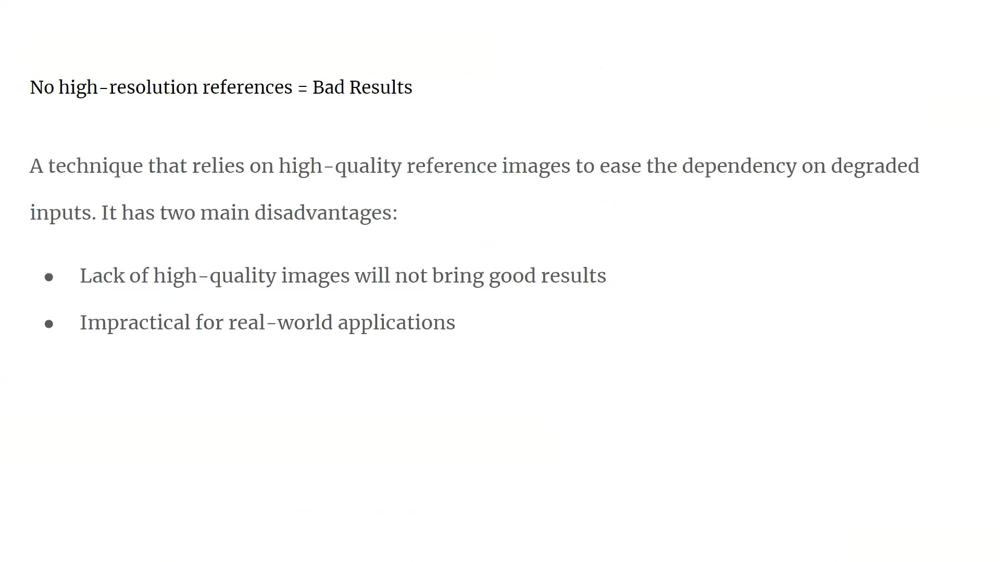 No high-resolution references = Bad Results
A technique that relies on high-quality reference images to ease the dependency on degraded
inputs. It has two main disadvantages:
● Lack of high-quality images will not bring good results
● Impractical for real-world applications